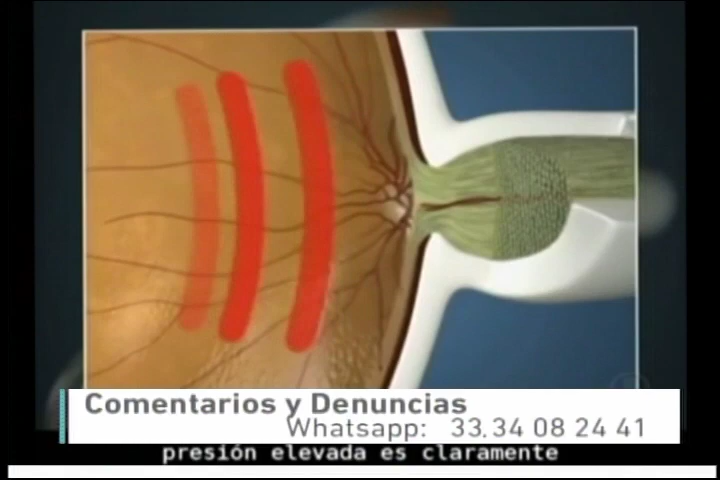 Comentarios y Denuncias
Whatsapp: 33.34 08 24 41
presión elevada es claramente